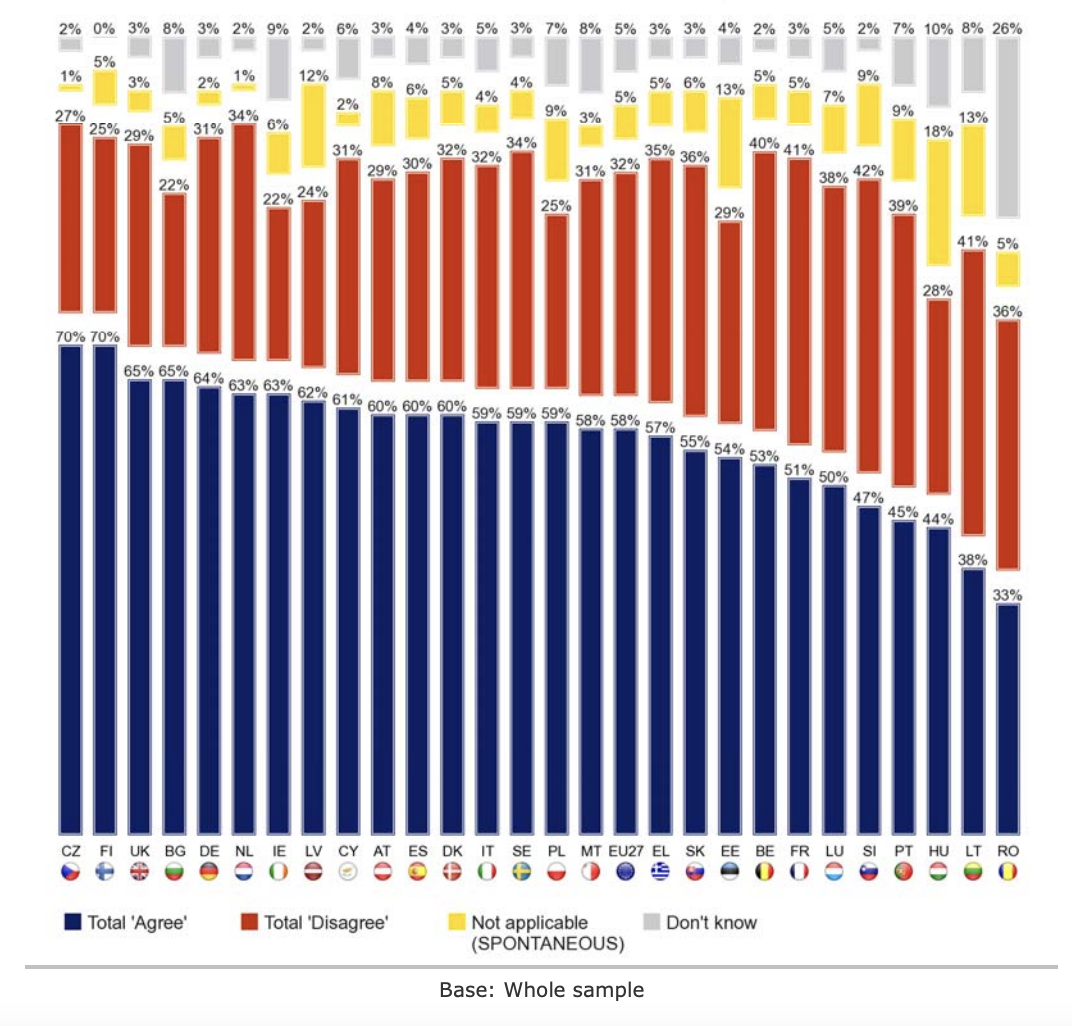 2% 0% 3% 8% 3% 2% 9% 2% 6% 3% 4% 3% 5% 3% 7% 8% 5% 3% 3% 4% 2% 3% 5% 2% 7% 10% 8% 26%
1% 5% 3% 5% 2% 1% 6% 12% 2% 8% 6% 5% 4% 4% 9% 3% 5% 5% 6% 13% 5% 5% 7% 9% 9% 18% 13% 5%
27% 25% 29% 22% 31% 34% 22% 24% 31% 29% 30% 32% 32% 34% 25% 31% 32% 35% 36% 29% 40% 41% 38% 42% 39% 28% 41% 36%
70% 70% 65% 65% 64% 63% 63% 62% 61% 60% 60% 60% 59% 59% 59% 58% 58% 57% 55% 54% 53% 51% 50% 47% 45% 44% 38% 33%
CZ FI UK BG DE NL IE LV CY AT ES DK IT SE PL MT EU27 EL SK EE BE FR LU SI PT HU LT RO
Total 'Agree' Total 'Disagree' Not applicable Don't know
(SPONTANEOUS)
Base: Whole sample